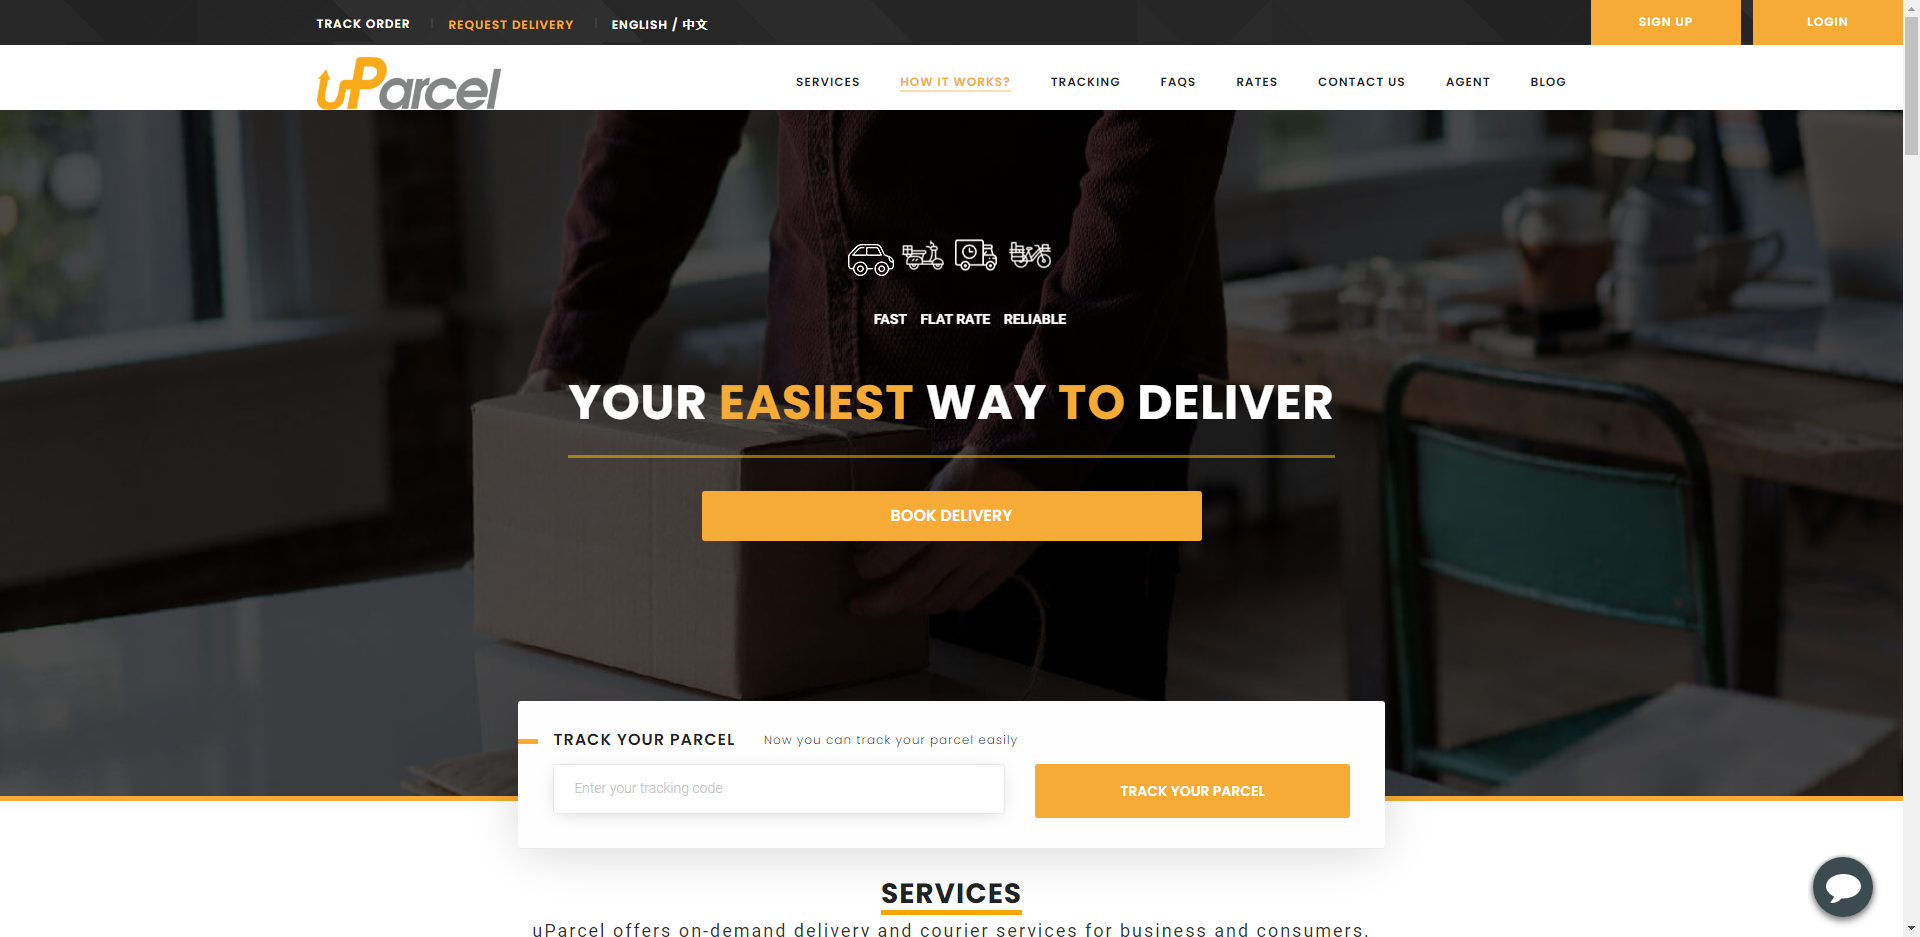 TRACK ORDER
REQUEST DELIVERY
ENGLISH / 中文
SIGN UP
LOGIN
uParcel
SERVICES
HOW IT WORKS?
TRACKING
FAQS
RATES
CONTACT US
AGENT
BLOG
FAST FLAT RATE RELIABLE
YOUR EASIEST WAY TO DELIVER
BOOK DELIVERY
TRACK YOUR PARCEL
Now you can track your parcel easily
Enter your tracking code
TRACK YOUR PARCEL
SERVICES
uParcel offers on-demand delivery and courier services for business and consumers.